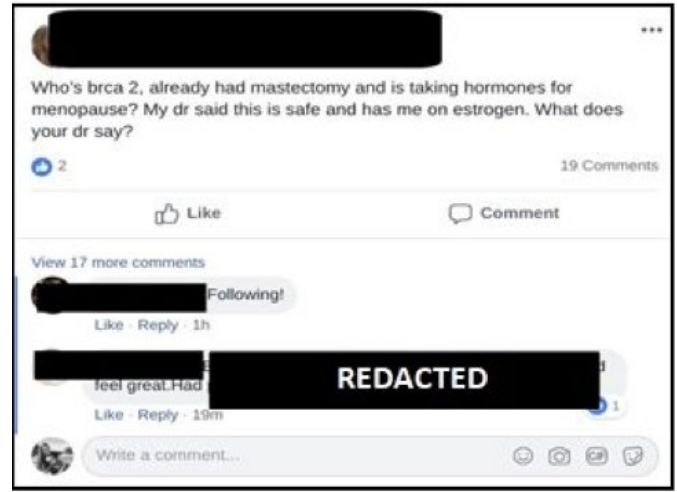 Who's brca 2, already had mastectomy and is taking hormones for
menopause? My dr said this is safe and has me on estrogen. What does
your dr say?
2
19 Comments
Like
Comment
View 17 more comments
Following!
Like · Reply · 1h
REDACTED
feel great.Had
1
Like · Reply · 19m
Write a comment...
GIF